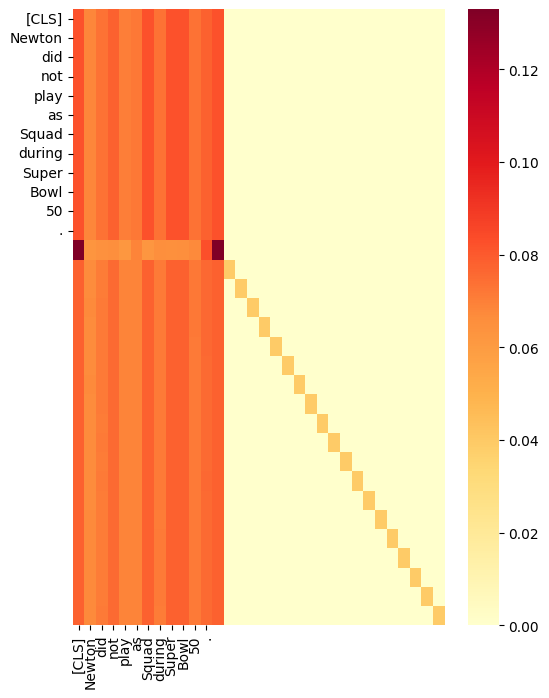 [CLS]
Newton
did
not
play
as
Squad
during
Super
Bowl
50
.
0.12
0.10
0.08
0.06
0.04
0.02
0.00
[CLS]
Newton
did
not
play
as
Squad
during
Super
Bowl
50
.